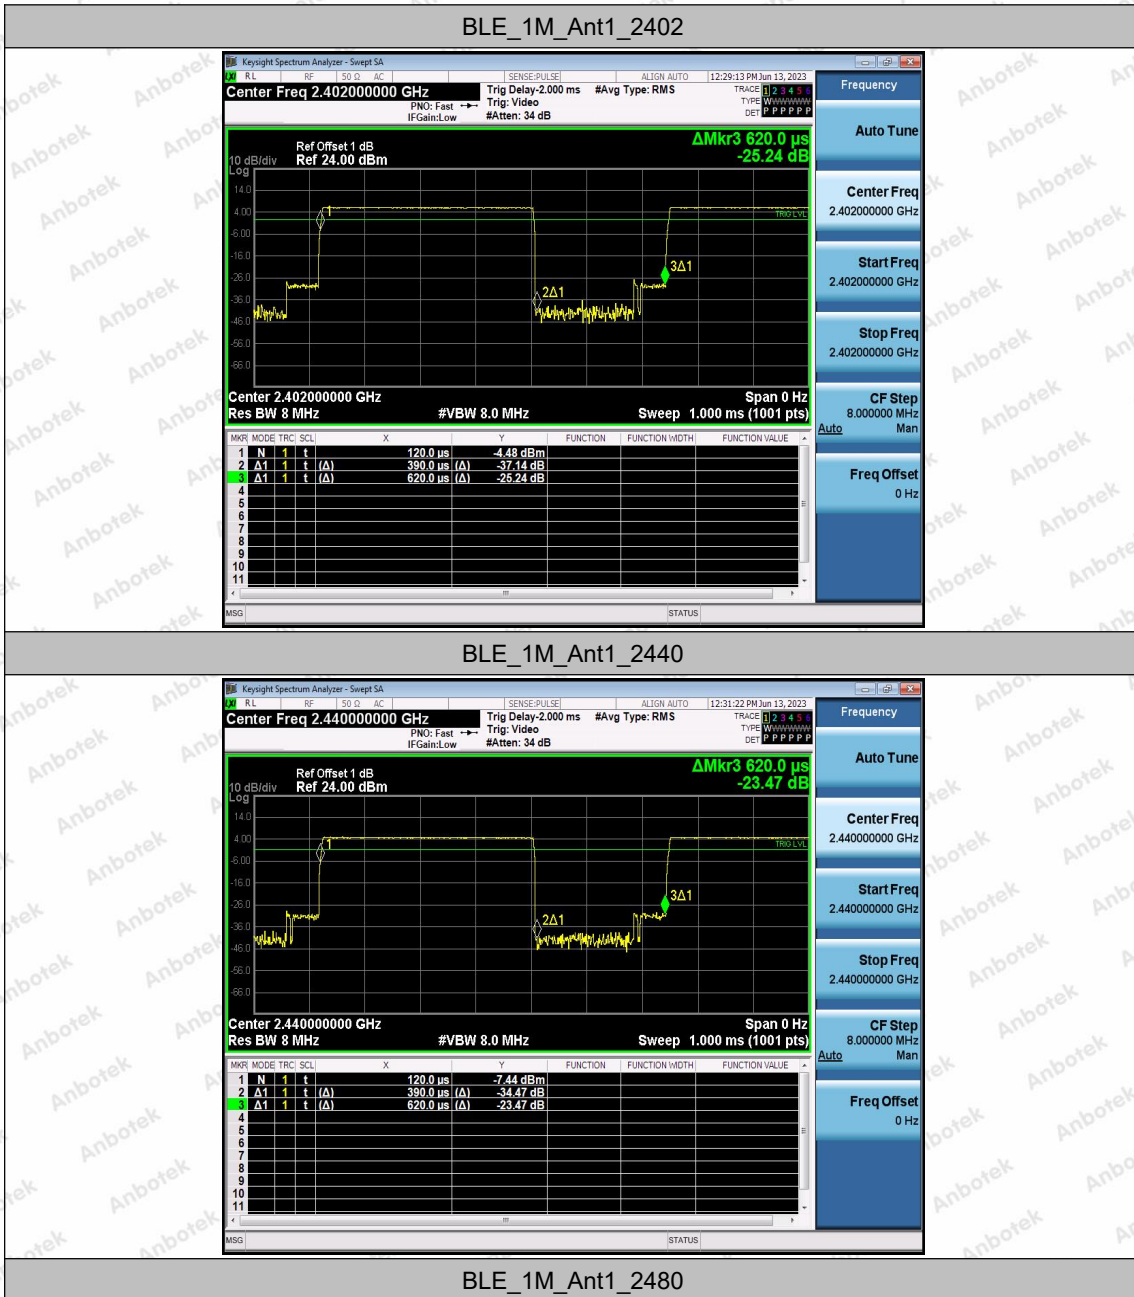 BLE_1M_Ant1_2402
Keysight Spectrum Analyzer - Swept SA
LXI RL RF 50 Ω AC SENSE:PULSE ALIGN AUTO 12:29:13 PM Jun 13, 2023
Center Freq 2.402000000 GHz Trig Delay-2.000 ms #Avg Type: RMS TRACE 1 2 3 4 5 6
PNO: Fast Trig: Video TYPE WWWWWW
IFGain:Low #Atten: 34 dB DET P P P P P P
ΔMkr3 620.0 µs
-25.24 dB
Ref Offset 1 dB
10 dB/div Ref 24.00 dBm
Log
14.0
4.00
-6.00
-16.0
-26.0
-36.0
-46.0
-56.0
-66.0
1
TRIG LVL
2Δ1
3Δ1
Center 2.402000000 GHz Span 0 Hz
Res BW 8 MHz #VBW 8.0 MHz Sweep 1.000 ms (1001 pts)
MKR MODE TRC SCL X Y FUNCTION FUNCTION WIDTH FUNCTION VALUE
1 N 1 t 120.0 µs -4.48 dBm
2 Δ1 1 t (Δ) 390.0 µs (Δ) -37.14 dB
3 Δ1 1 t (Δ) 620.0 µs (Δ) -25.24 dB
4
5
6
7
8
9
10
11
MSG STATUS
Frequency
Auto Tune
Center Freq
2.402000000 GHz
Start Freq
2.402000000 GHz
Stop Freq
2.402000000 GHz
CF Step
8.000000 MHz
Auto Man
Freq Offset
0 Hz
BLE_1M_Ant1_2440
Keysight Spectrum Analyzer - Swept SA
LXI RL RF 50 Ω AC SENSE:PULSE ALIGN AUTO 12:31:22 PM Jun 13, 2023
Center Freq 2.440000000 GHz Trig Delay-2.000 ms #Avg Type: RMS TRACE 1 2 3 4 5 6
PNO: Fast Trig: Video TYPE WWWWWW
IFGain:Low #Atten: 34 dB DET P P P P P P
ΔMkr3 620.0 µs
-23.47 dB
Ref Offset 1 dB
10 dB/div Ref 24.00 dBm
Log
14.0
4.00
-6.00
-16.0
-26.0
-36.0
-46.0
-56.0
-66.0
1
TRIG LVL
2Δ1
3Δ1
Center 2.440000000 GHz Span 0 Hz
Res BW 8 MHz #VBW 8.0 MHz Sweep 1.000 ms (1001 pts)
MKR MODE TRC SCL X Y FUNCTION FUNCTION WIDTH FUNCTION VALUE
1 N 1 t 120.0 µs -7.44 dBm
2 Δ1 1 t (Δ) 390.0 µs (Δ) -34.47 dB
3 Δ1 1 t (Δ) 620.0 µs (Δ) -23.47 dB
4
5
6
7
8
9
10
11
MSG STATUS
Frequency
Auto Tune
Center Freq
2.440000000 GHz
Start Freq
2.440000000 GHz
Stop Freq
2.440000000 GHz
CF Step
8.000000 MHz
Auto Man
Freq Offset
0 Hz
BLE_1M_Ant1_2480
Anbotek